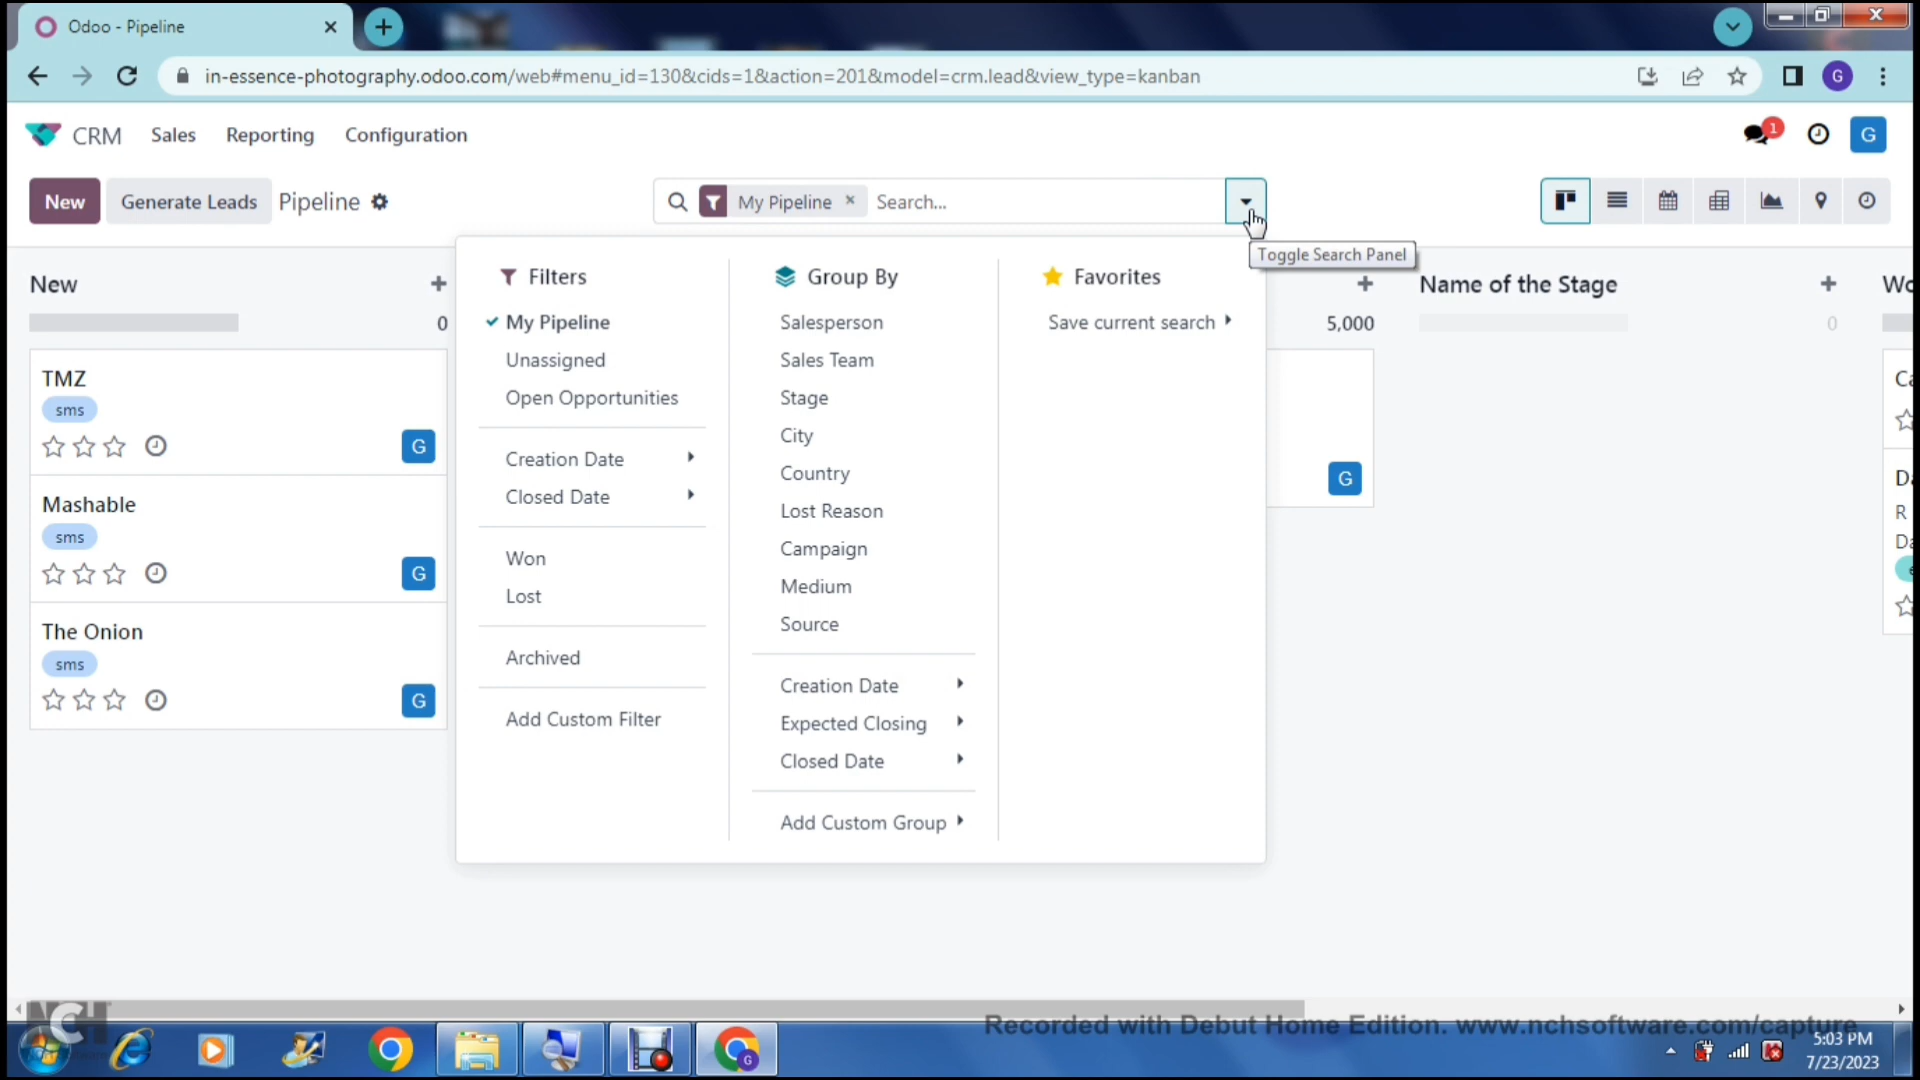 Odoo - Pipeline
in-essence-photography.odoo.com/web#menu_id=130&cids=1&action=201&model=crm.lead&view_type=kanban
G
CRM
Sales
Reporting
Configuration
1
G
New
Generate Leads
Pipeline
My Pipeline
Search...
Toggle Search Panel
New
0
TMZ
sms
G
Mashable
sms
G
The Onion
sms
G
Filters
My Pipeline
Unassigned
Open Opportunities
Creation Date
Closed Date
Won
Lost
Archived
Add Custom Filter
Group By
Salesperson
Sales Team
Stage
City
Country
Lost Reason
Campaign
Medium
Source
Creation Date
Expected Closing
Closed Date
Add Custom Group
Favorites
Save current search
5,000
G
Name of the Stage
0
Wo
Ca
Da
R
Da
NCH
Recorded with Debut Home Edition. www.nchsoftware.com/capture
G
5:03 PM
7/23/2023